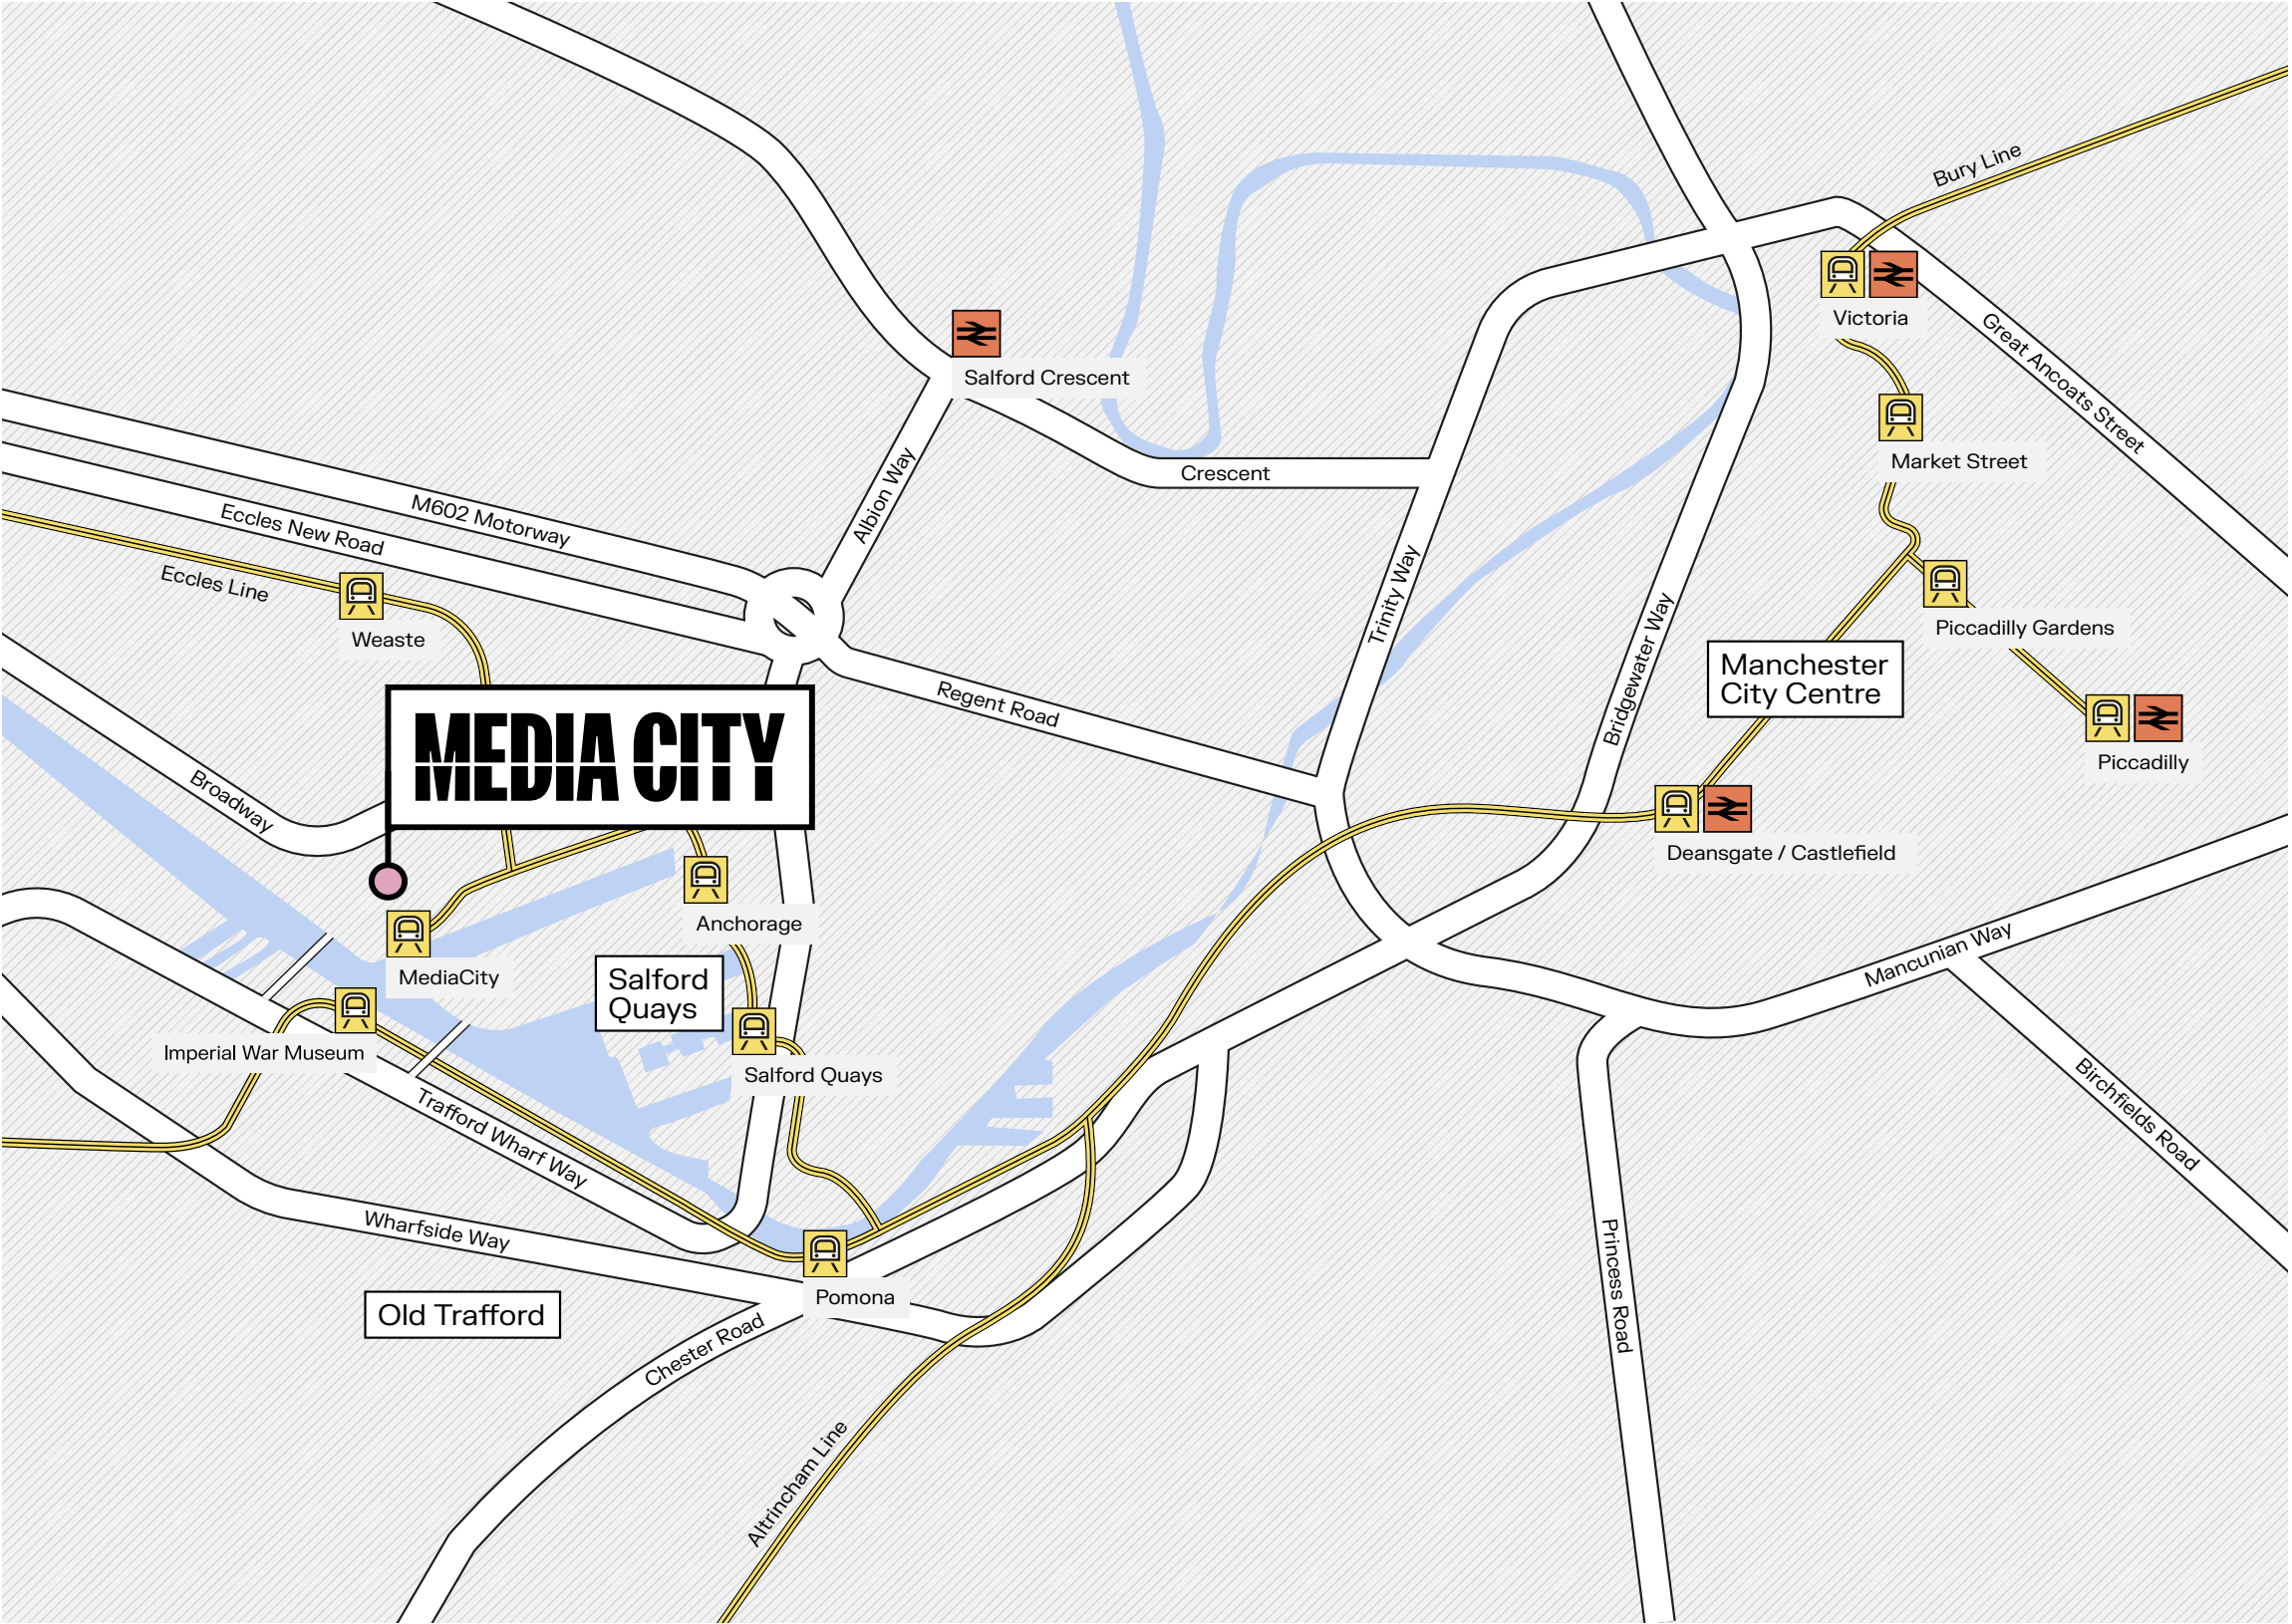 Bury Line
Victoria
Great Ancoats Street
Salford Crescent
Market Street
Crescent
Albion Way
M602 Motorway
Eccles New Road
Eccles Line
Weaste
Trinity Way
Bridgewater Way
Piccadilly Gardens
Manchester
City Centre
Regent Road
MEDIA CITY
Piccadilly
Broadway
Deansgate / Castlefield
Anchorage
MediaCity
Salford
Quays
Mancunian Way
Imperial War Museum
Salford Quays
Trafford Wharf Way
Birchfields Road
Wharfside Way
Princess Road
Pomona
Old Trafford
Chester Road
Altrincham Line